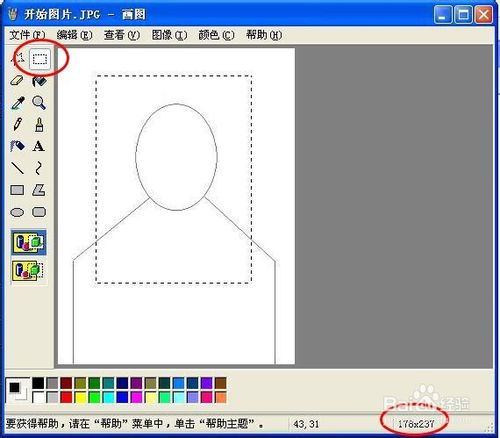 开始图片.JPG - 画图
文件(F) 编辑(E) 查看(V) 图像(I) 颜色(C) 帮助(H)
A
要获得帮助，请在“帮助”菜单中，单击“帮助主题”。 43,31 178x237